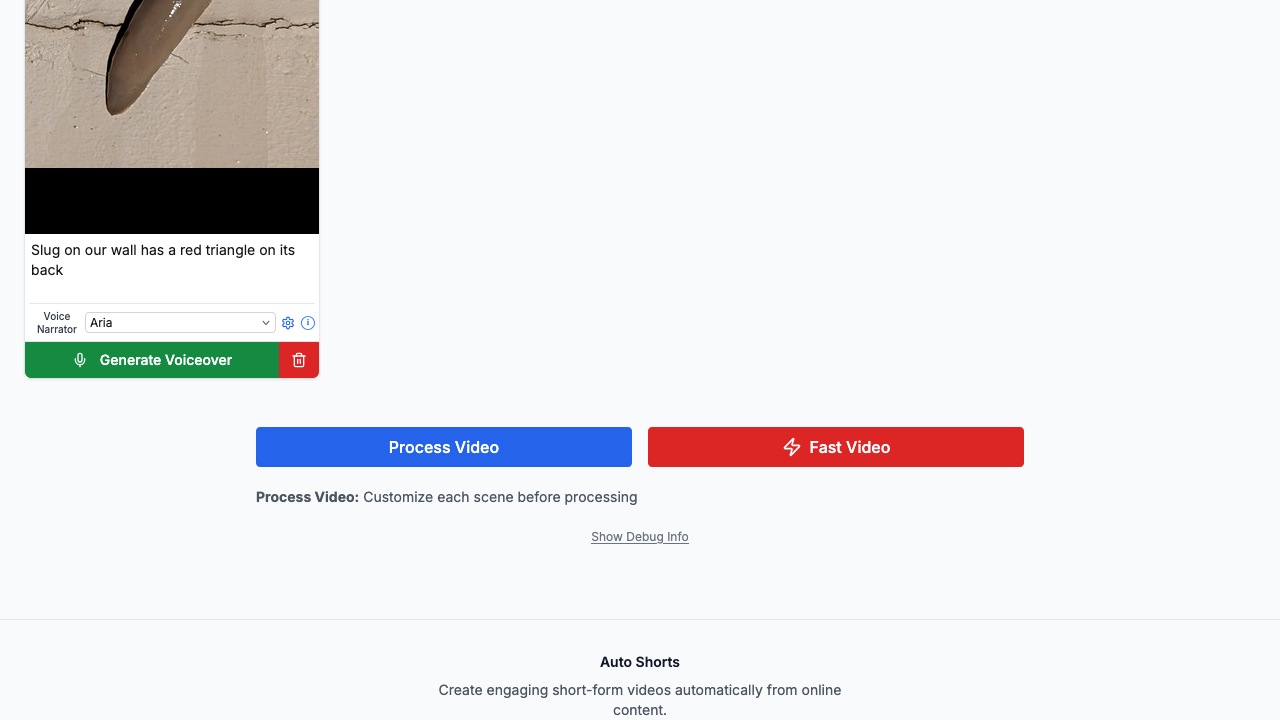 Slug on our wall has a red triangle on its
back
Voice
Narrator
Aria
Generate Voiceover
Process Video
Fast Video
Process Video: Customize each scene before processing
Show Debug Info
Auto Shorts
Create engaging short-form videos automatically from online
content.